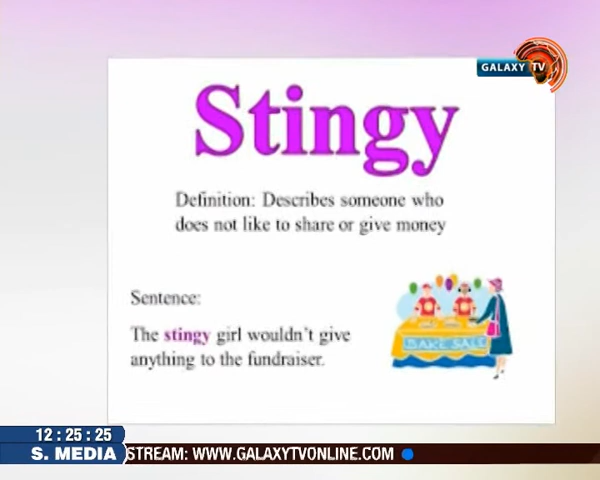 GALAXY TV
Stingy
Definition: Describes someone who
does not like to share or give money
Sentence:
The stingy girl wouldn't give
anything to the fundraiser.
BAKE SALE
12:25:25
S. MEDIA STREAM: WWW.GALAXYTVONLINE.COM